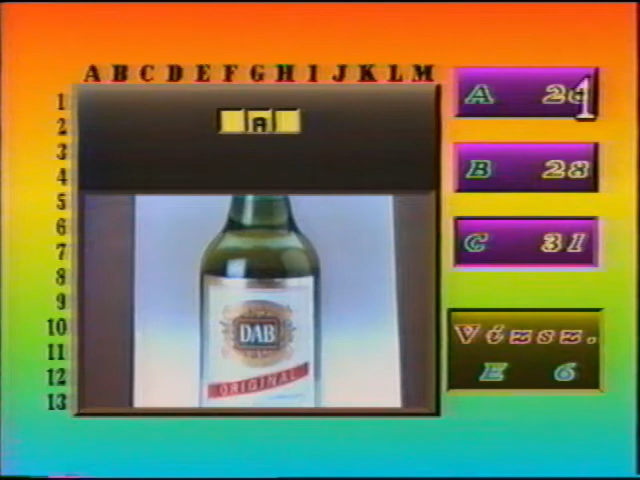 A B C D E F G H I J K L M
1
2
3
4
5
6
7
8
9
10
11
12
13
A
DAB
ORIGINAL
A
1
B 28
C 31
Vízsz.
E 6